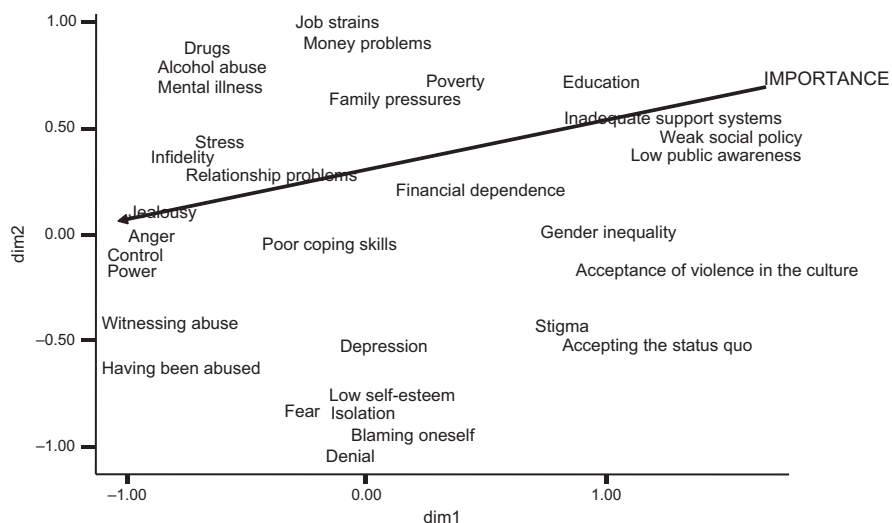 1.00
Job strains
Money problems
Drugs
Alcohol abuse
Mental illness
Poverty
Family pressures
Education
IMPORTANCE
0.50
Inadequate support systems
Weak social policy
Low public awareness
Stress
Infidelity
Relationship problems
Financial dependence
Jealousy
dim2
0.00
Anger
Control
Power
Poor coping skills
Gender inequality
Acceptance of violence in the culture
Witnessing abuse
Stigma
–0.50
Depression
Accepting the status quo
Having been abused
Low self-esteem
Fear
Isolation
Blaming oneself
–1.00
Denial
–1.00
0.00
1.00
dim1